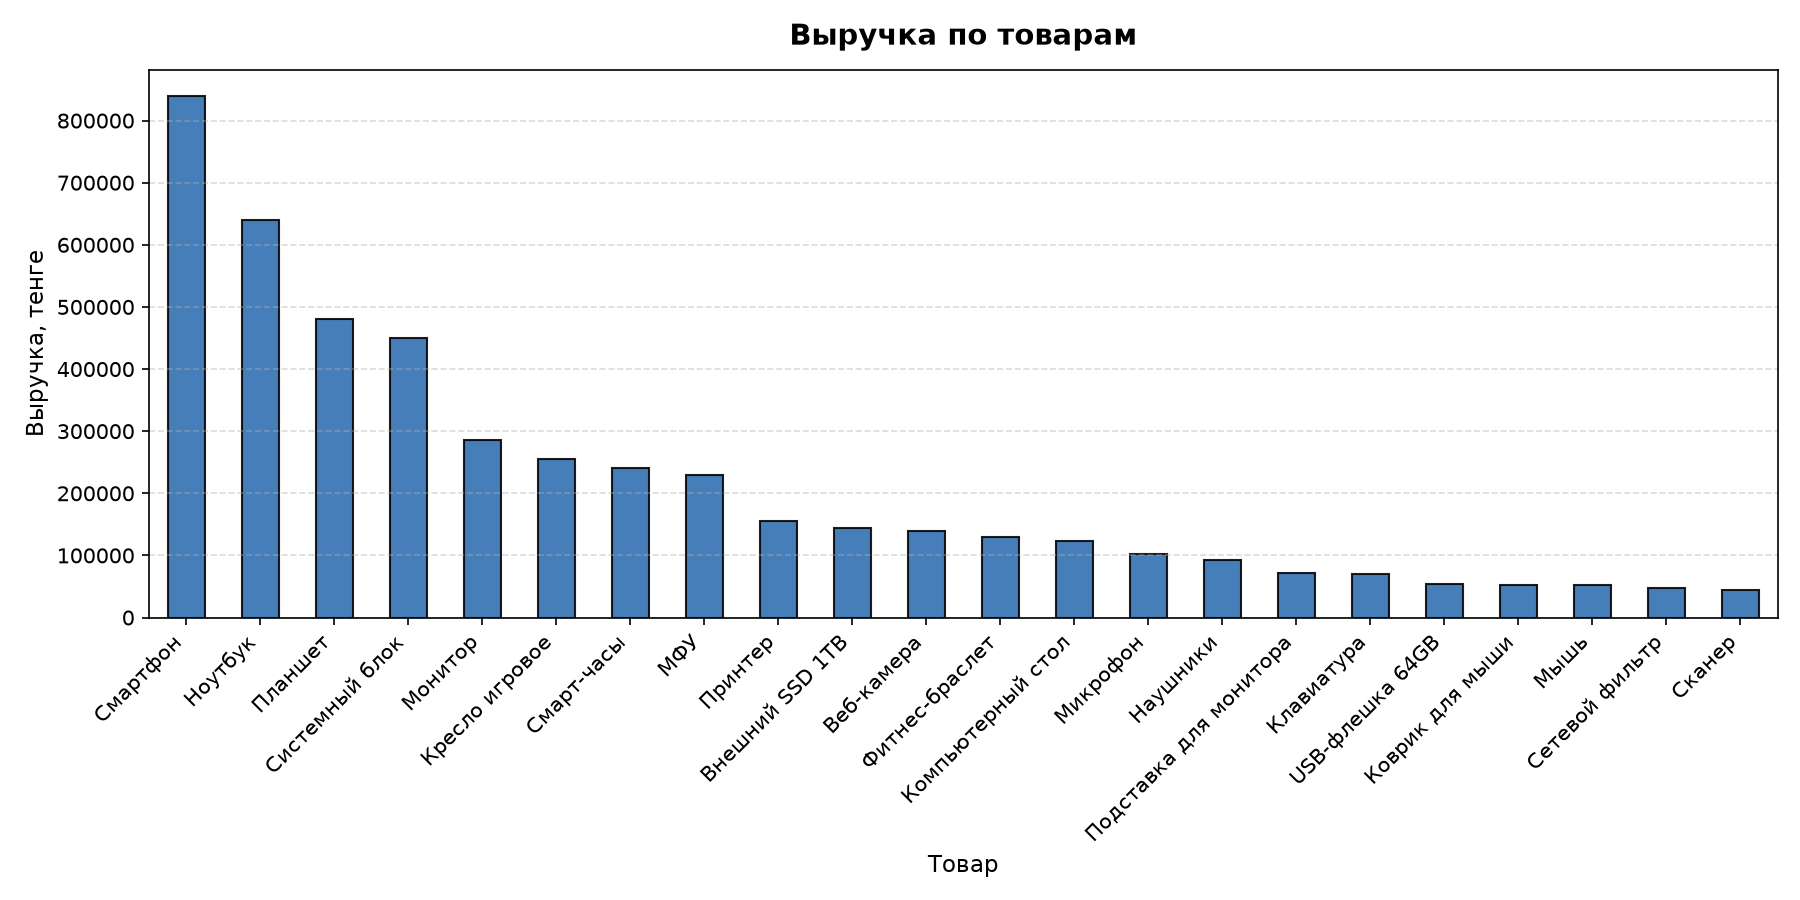 Выручка по товарам
Выручка, тенге
800000
700000
600000
500000
400000
300000
200000
100000
0
Смартфон
Ноутбук
Планшет
Системный блок
Монитор
Кресло игровое
Смарт-часы
МФУ
Принтер
Внешний SSD 1TB
Веб-камера
Фитнес-браслет
Компьютерный стол
Микрофон
Наушники
Подставка для монитора
Клавиатура
USB-флешка 64GB
Коврик для мыши
Мышь
Сетевой фильтр
Сканер
Товар